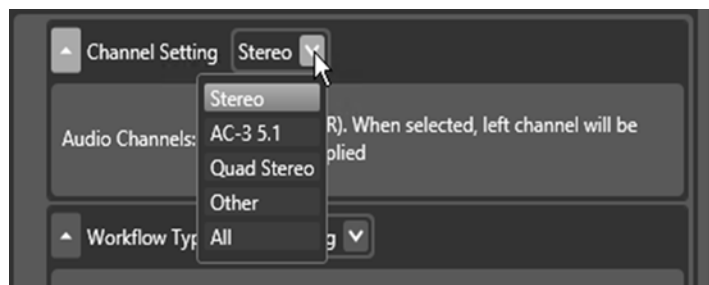 Channel Setting Stereo
Stereo
AC-3 5.1
Quad Stereo
Other
All
Audio Channels: R). When selected, left channel will be
plied
Workflow Typ g